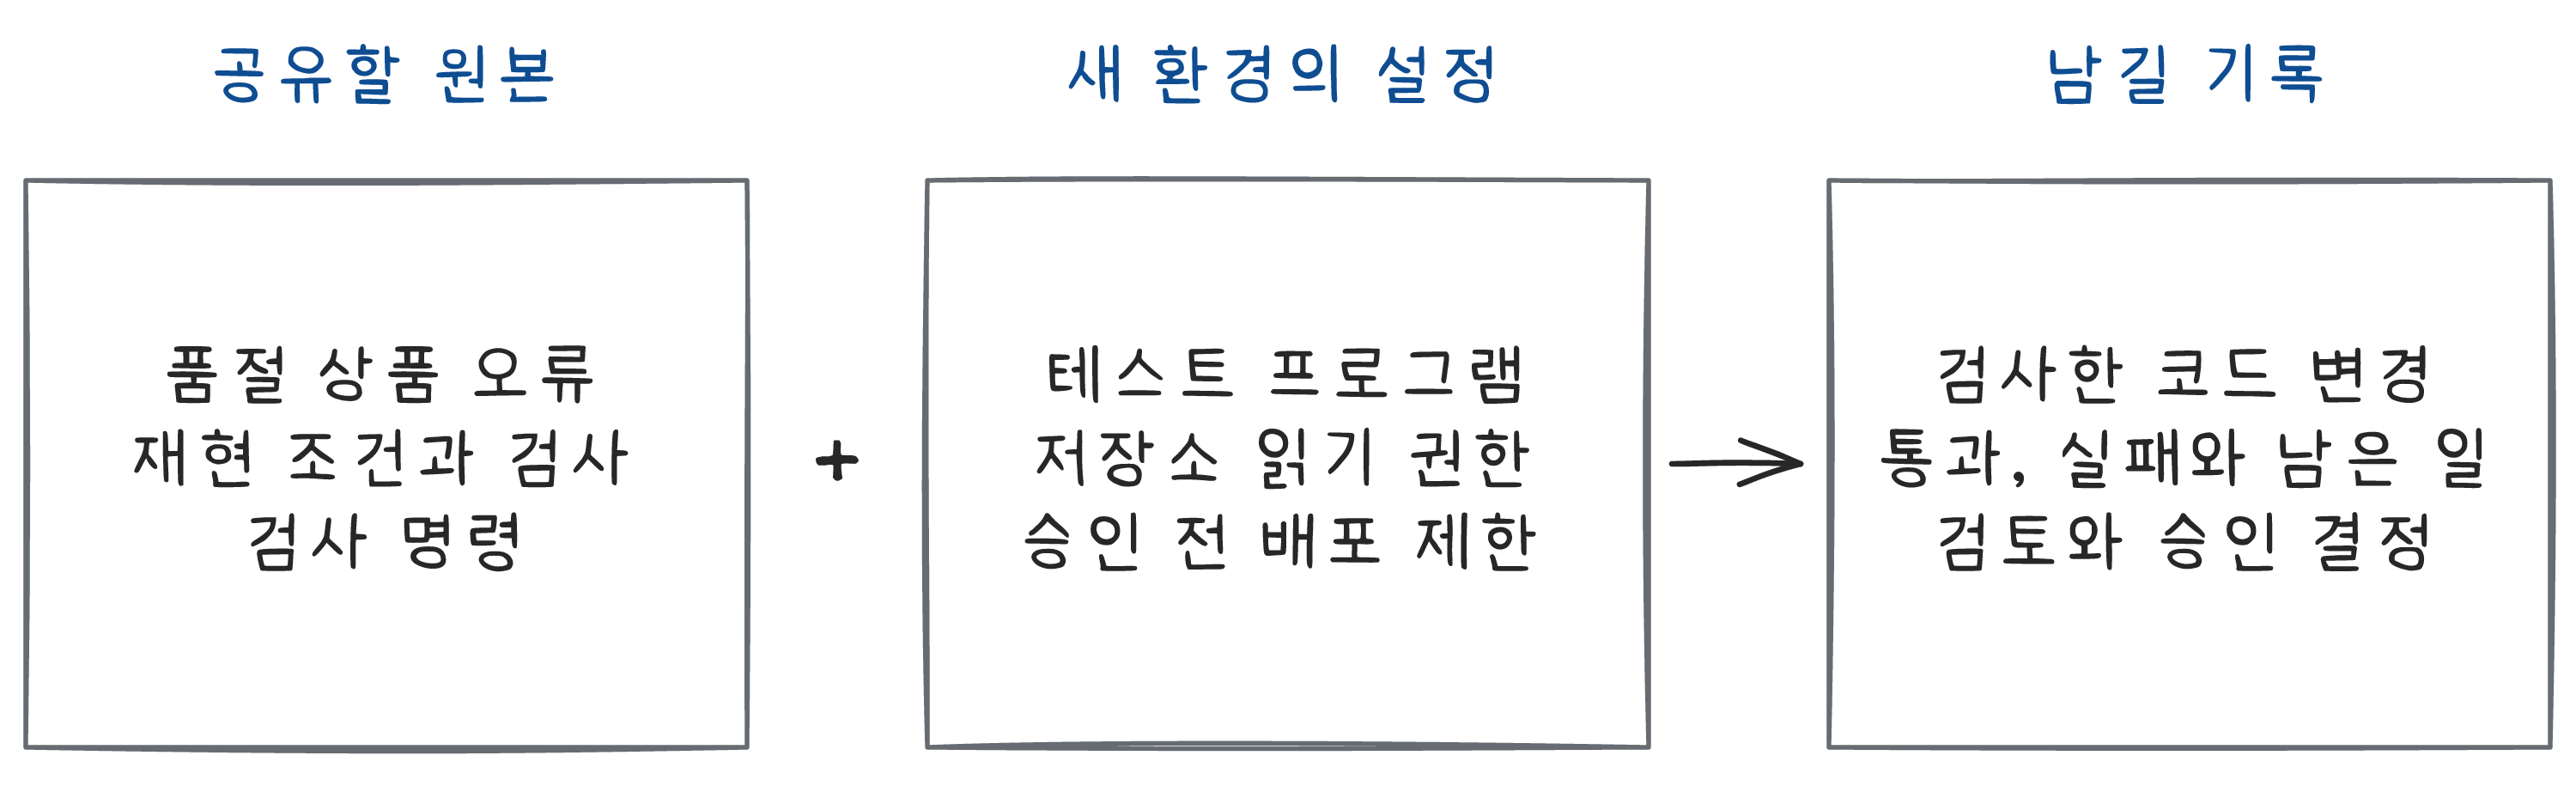 공유할 원본
품절 상품 오류
재현 조건과 검사
검사 명령
+
새 환경의 설정
테스트 프로그램
저장소 읽기 권한
승인 전 배포 제한
남길 기록
검사한 코드 변경
통과, 실패와 남은 일
검토와 승인 결정